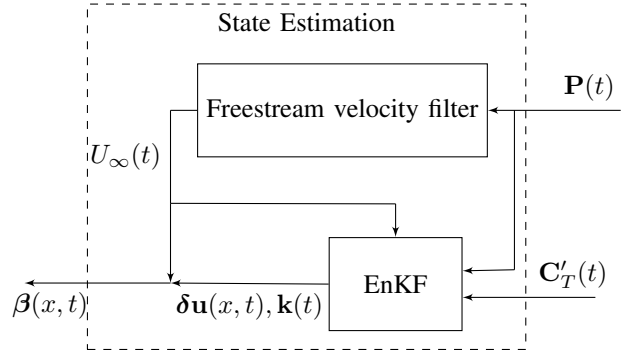 State Estimation
Freestream velocity filter
P(t)
U∞(t)
EnKF
C′T(t)
β(x, t)
δu(x, t), k(t)